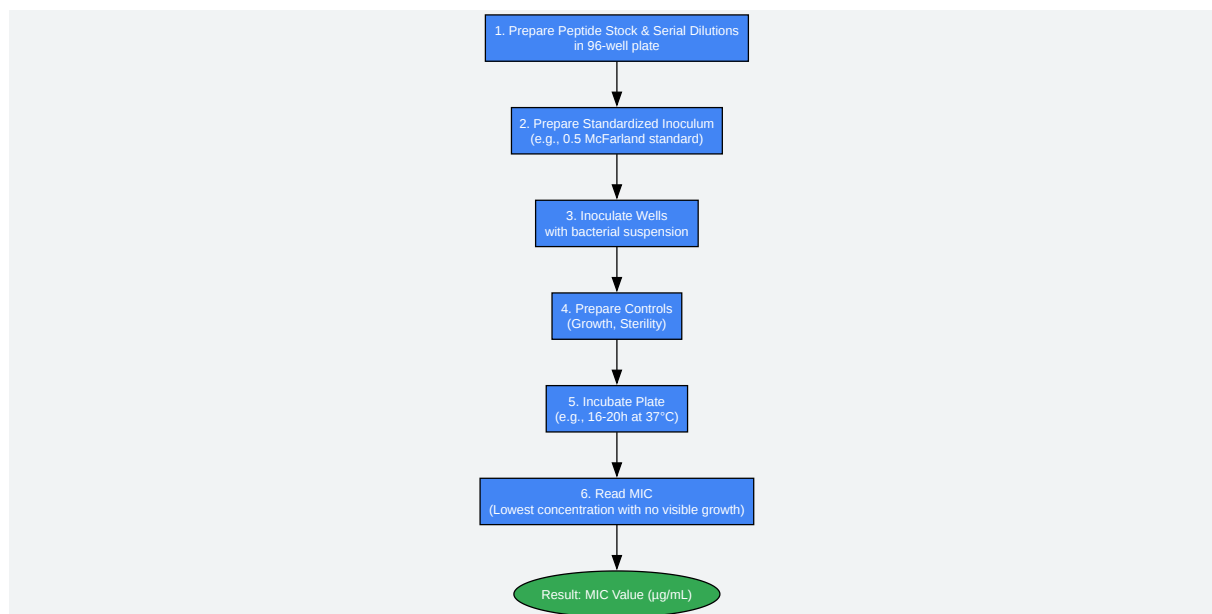 1. Prepare Peptide Stock & Serial Dilutions
in 96-well plate
2. Prepare Standardized Inoculum
(e.g., 0.5 McFarland standard)
3. Inoculate Wells
with bacterial suspension
4. Prepare Controls
(Growth, Sterility)
5. Incubate Plate
(e.g., 16-20h at 37°C)
6. Read MIC
(Lowest concentration with no visible growth)
Result: MIC Value (µg/mL)